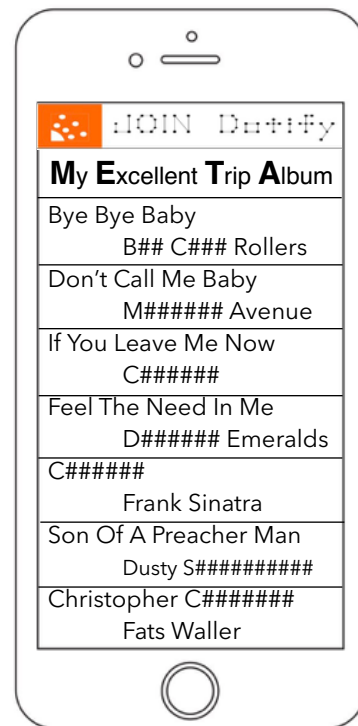 JOIN Dotify
My Excellent Trip Album
Bye Bye Baby
B## C### Rollers
Don’t Call Me Baby
M###### Avenue
If You Leave Me Now
C######
Feel The Need In Me
D###### Emeralds
C######
Frank Sinatra
Son Of A Preacher Man
Dusty S##########
Christopher C#######
Fats Waller